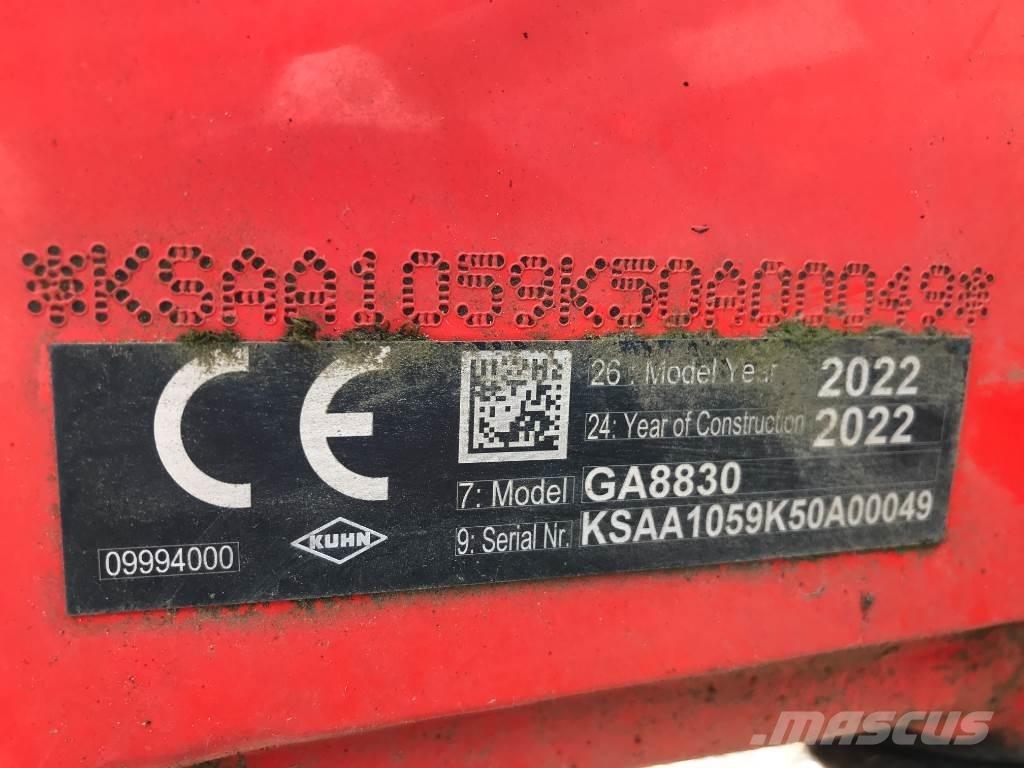 *KSAA1059K50A00049*
CE
26 : Model Year 2022
24: Year of Construction 2022
7: Model GA8830
9: Serial Nr. KSAA1059K50A00049
KUHN
09994000
MASCUS